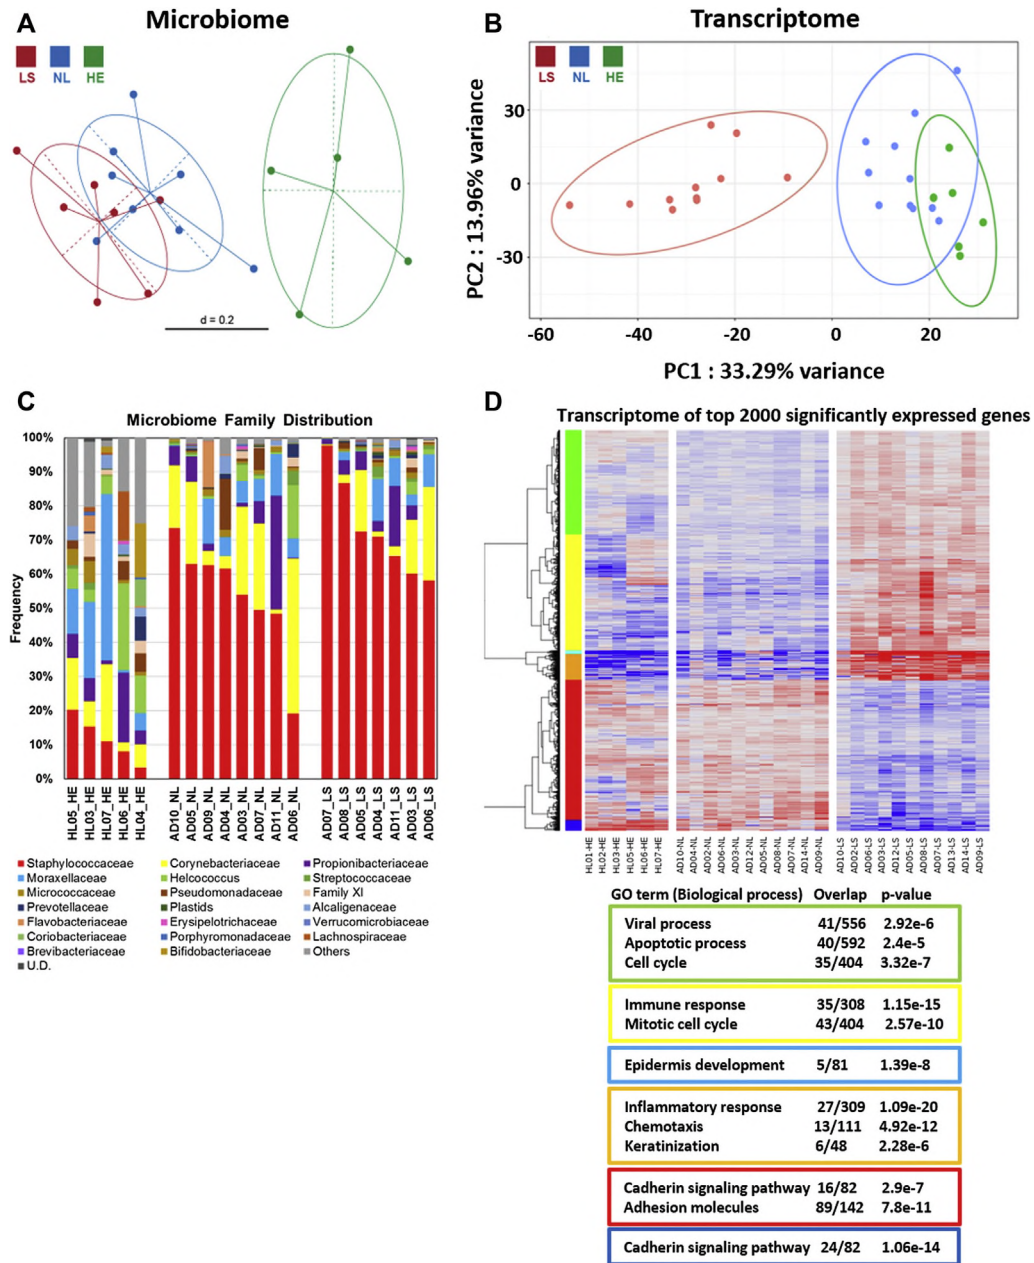 A
Microbiome
LS NL HE
d = 0.2
B
Transcriptome
LS NL HE
PC2 : 13.96% variance
30
0
-30
-60
-40
-20
0
20
PC1 : 33.29% variance
C
Microbiome Family Distribution
Frequency
100%
90%
80%
70%
60%
50%
40%
30%
20%
10%
0%
HL05_HE
HL03_HE
HL07_HE
HL06_HE
HL04_HE
AD10_NL
AD05_NL
AD09_NL
AD04_NL
AD03_NL
AD07_NL
AD11_NL
AD06_NL
AD07_LS
AD08_LS
AD05_LS
AD04_LS
AD11_LS
AD03_LS
AD06_LS
Staphylococcaceae Corynebacteriaceae Propionibacteriaceae
Moraxellaceae Helcococcus Streptococcaceae
Micrococcaceae Pseudomonadaceae Family XI
Prevotellaceae Plastids Alcaligenaceae
Flavobacteriaceae Erysipelotrichaceae Verrucomicrobiaceae
Coriobacteriaceae Porphyromonadaceae Lachnospiraceae
Brevibacteriaceae Bifidobacteriaceae Others
U.D.
D
Transcriptome of top 2000 significantly expressed genes
HL01-HE
HL02-HE
HL03-HE
HL05-HE
HL06-HE
HL07-HE
AD10-NL
AD04-NL
AD02-NL
AD06-NL
AD03-NL
AD12-NL
AD05-NL
AD08-NL
AD07-NL
AD14-NL
AD09-NL
AD10-LS
AD02-LS
AD06-LS
AD03-LS
AD12-LS
AD05-LS
AD08-LS
AD07-LS
AD13-LS
AD14-LS
AD09-LS
GO term (Biological process) Overlap p-value
Viral process 41/556 2.92e-6
Apoptotic process 40/592 2.4e-5
Cell cycle 35/404 3.32e-7
Immune response 35/308 1.15e-15
Mitotic cell cycle 43/404 2.57e-10
Epidermis development 5/81 1.39e-8
Inflammatory response 27/309 1.09e-20
Chemotaxis 13/111 4.92e-12
Keratinization 6/48 2.28e-6
Cadherin signaling pathway 16/82 2.9e-7
Adhesion molecules 89/142 7.8e-11
Cadherin signaling pathway 24/82 1.06e-14